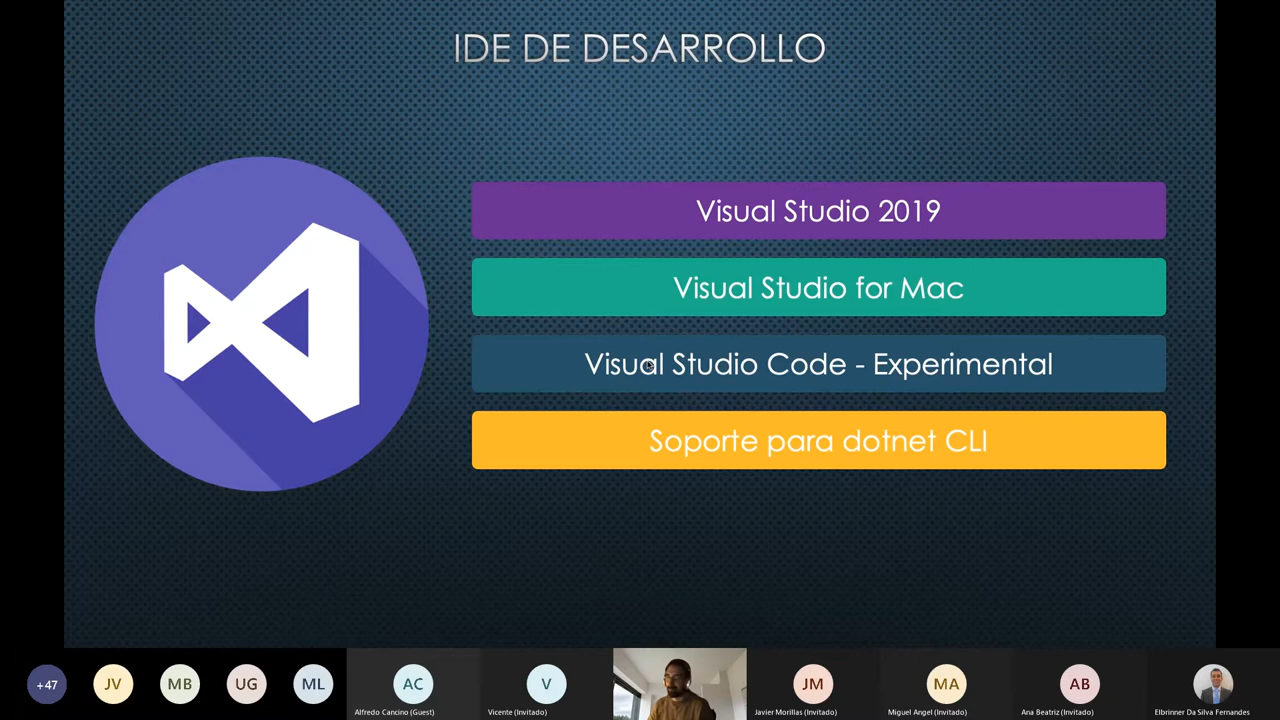 IDE DE DESARROLLO
Visual Studio 2019
Visual Studio for Mac
Visual Studio Code - Experimental
Soporte para dotnet CLI
+47
JV
MB
UG
ML
AC
V
JM
MA
AB
Alfredo Cancino (Guest)
Vicente (Invitado)
Javier Morillas (Invitado)
Miguel Angel (Invitado)
Ana Beatriz (Invitado)
Elbrinner Da Silva Fernandes